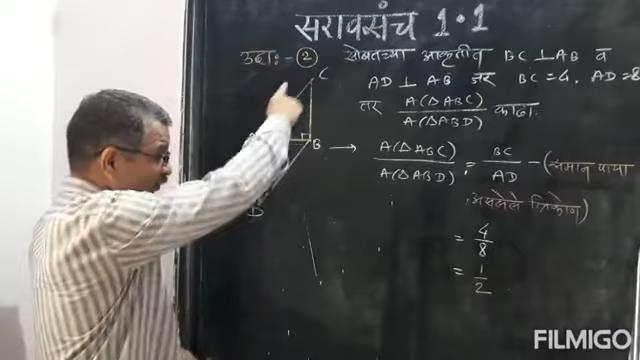 सरावसंच 1.1
उदा:- 2 सोबतच्या आकृतीत BC ⊥ AB व
AD ⊥ AB जर BC = 4, AD = 8
तर A(△ABC) / A(△ABD) काढा.
C
B
D
→ A(△ABC) / A(△ABD) = BC / AD - (समान पाया
असलेले त्रिकोण)
= 4/8
= 1/2
FILMIGO